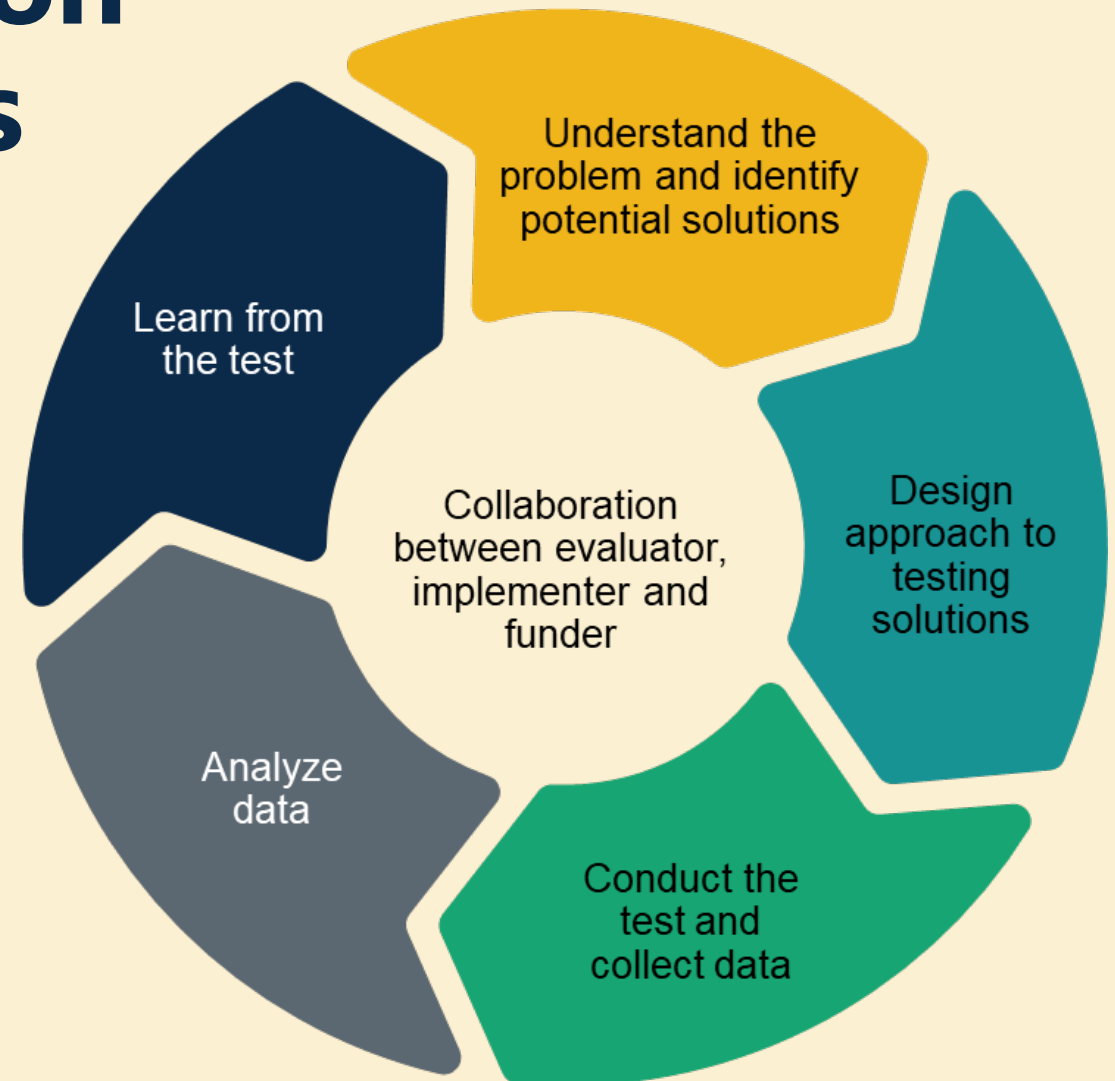 Understand the
problem and identify
potential solutions
Design
approach to
testing
solutions
Conduct the
test and
collect data
Analyze
data
Learn from
the test
Collaboration
between evaluator,
implementer and
funder